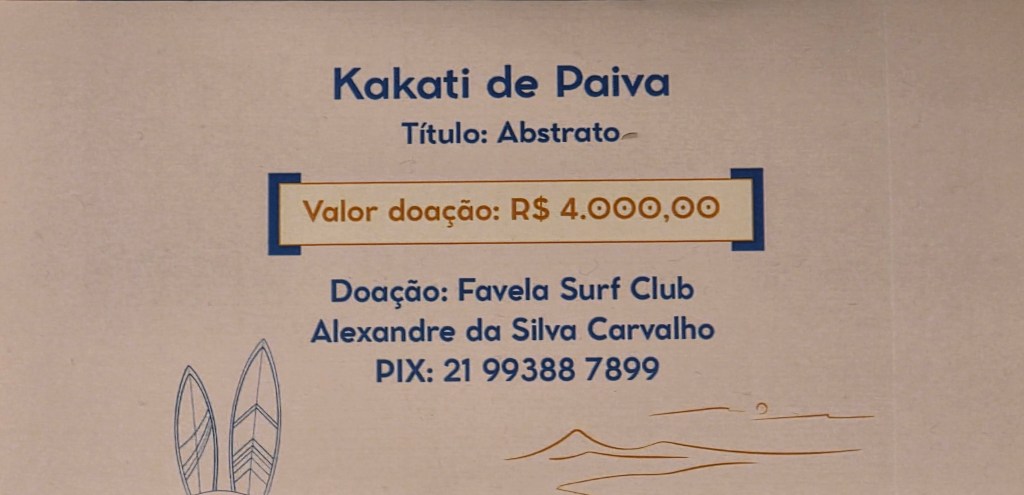 Kakati de Paiva
Título: Abstrato
Valor doação: R$ 4.000,00
Doação: Favela Surf Club
Alexandre da Silva Carvalho
PIX: 21 99388 7899